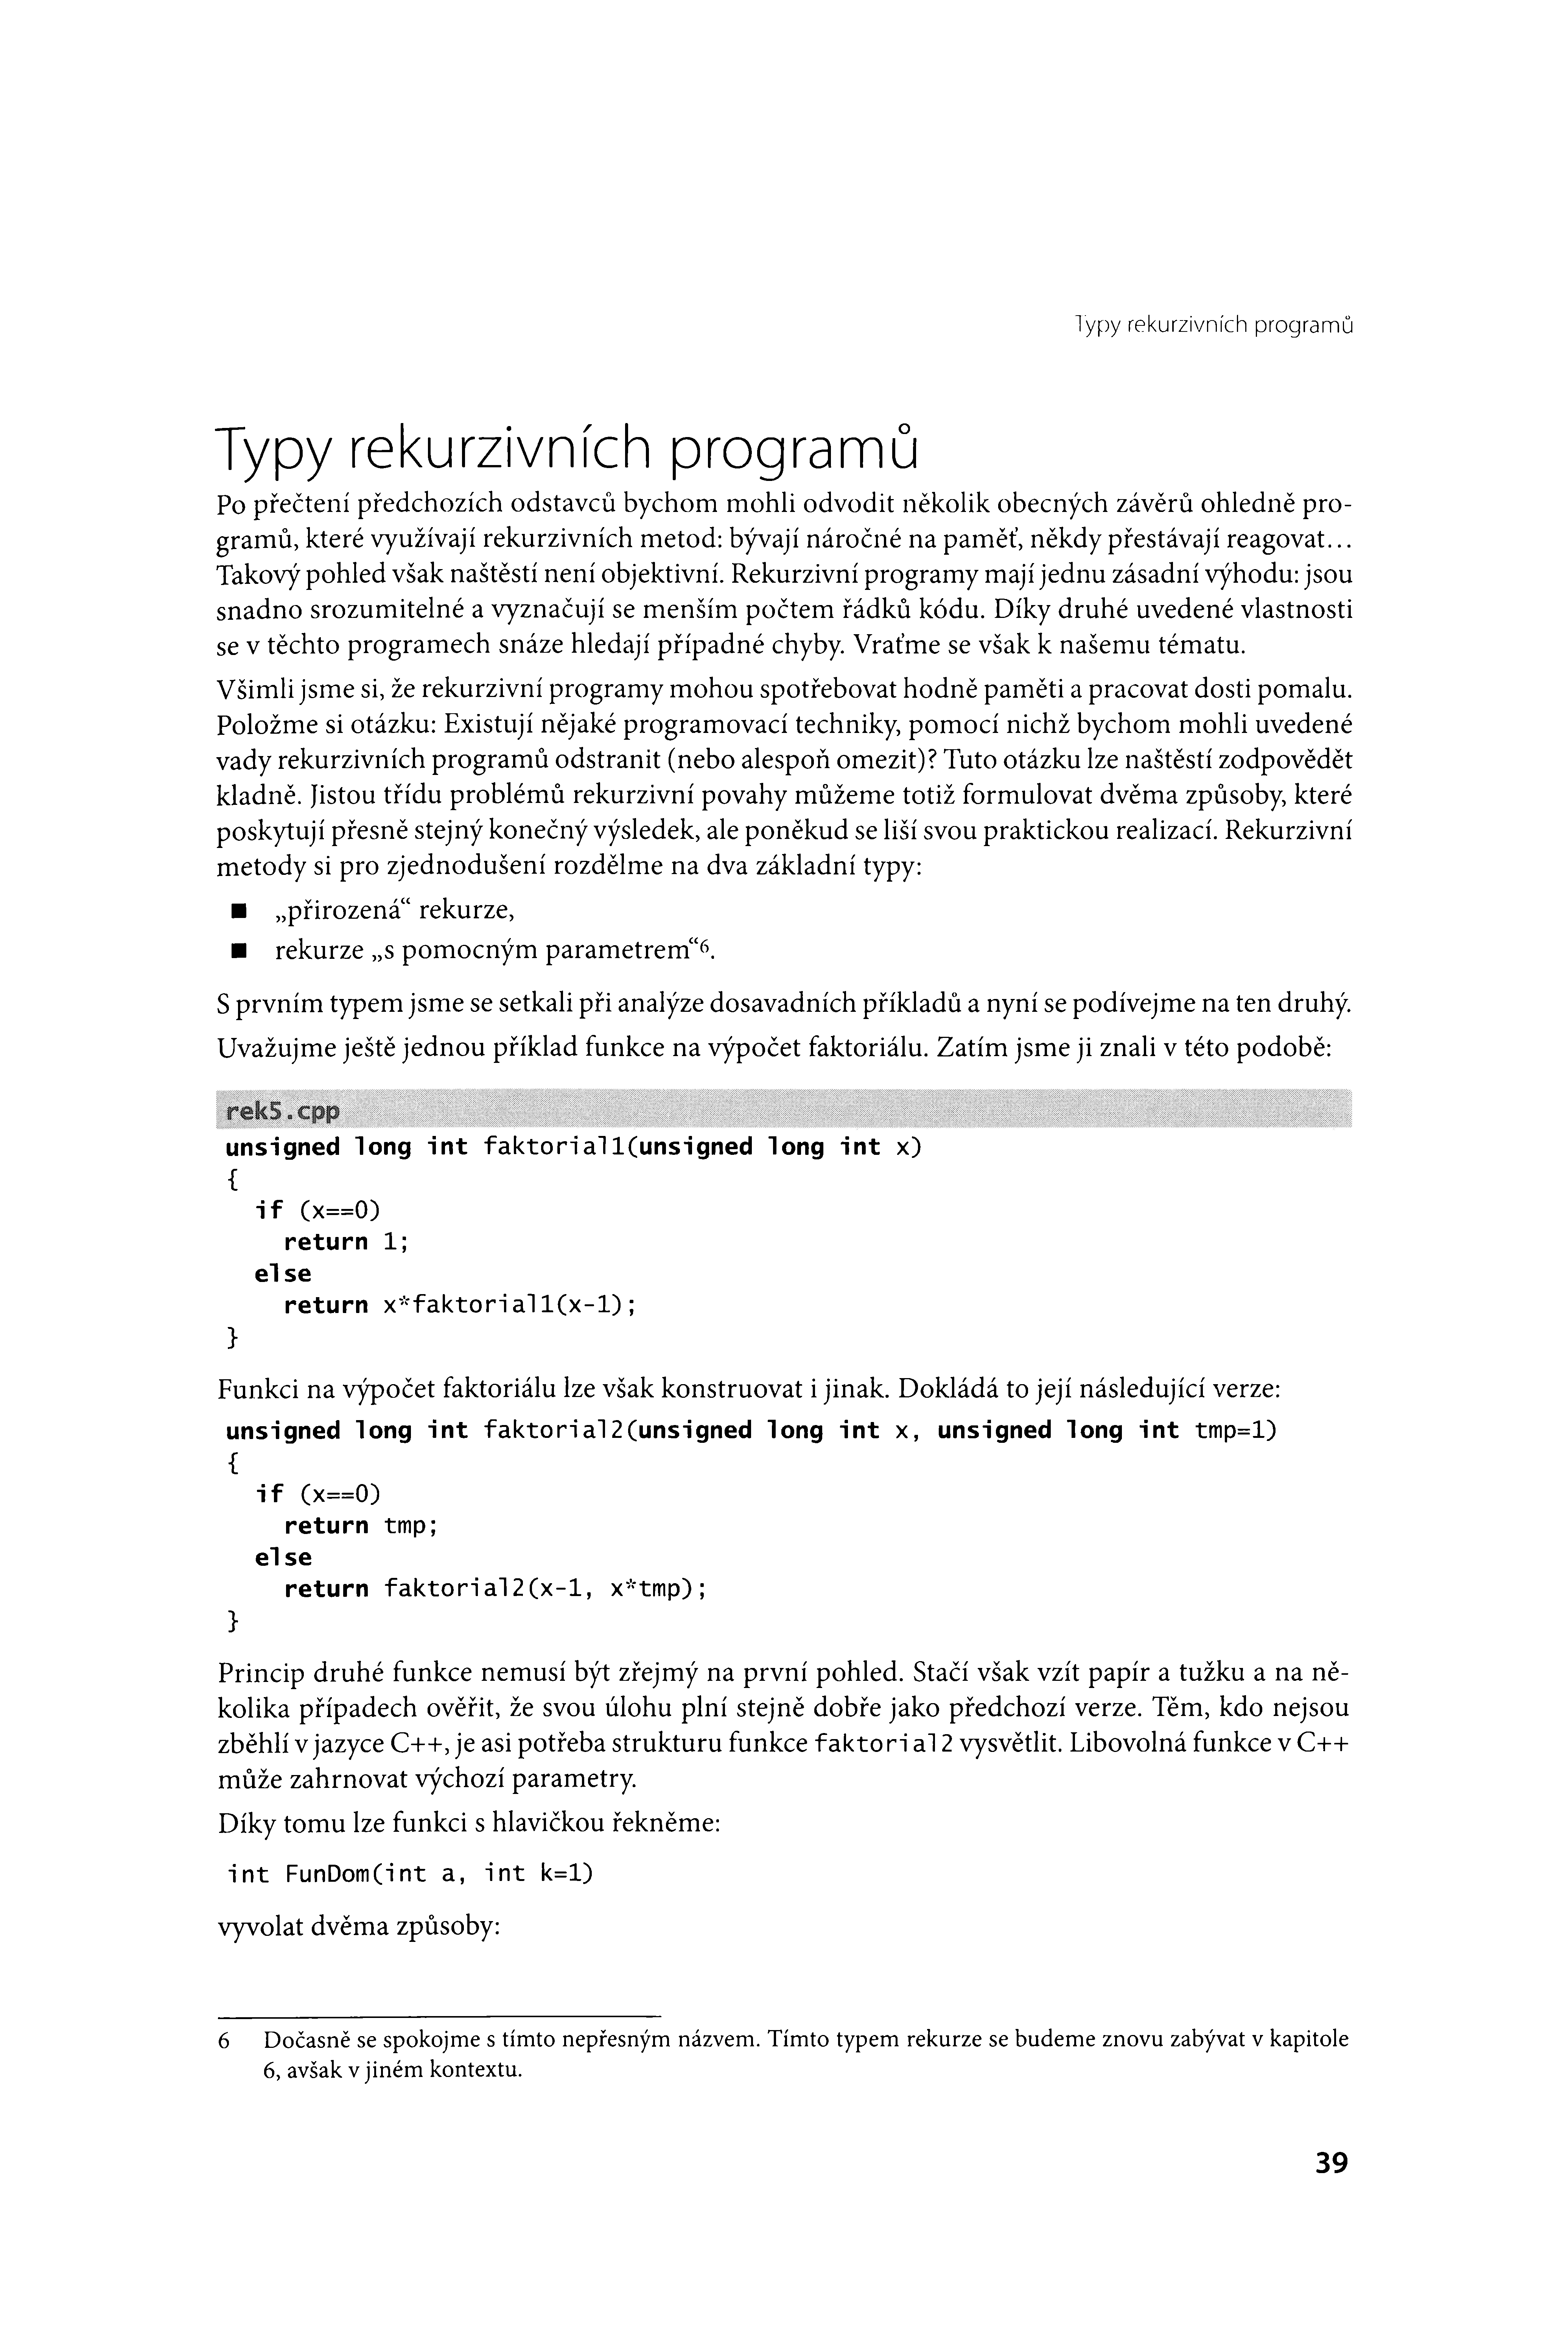 Typy rekurzivních programů
Typy rekurzivních programů
Po přečtení předchozích odstavců bychom mohli odvodit několik obecných závěrů ohledně pro-
gramů, které využívají rekurzivních metod: bývají náročné na paměť, někdy přestávají reagovat...
Takový pohled však naštěstí není objektivní. Rekurzivní programy mají jednu zásadní výhodu: jsou
snadno srozumitelné a vyznačují se menším počtem řádků kódu. Díky druhé uvedené vlastnosti
se v těchto programech snáze hledají případné chyby. Vraťme se však k našemu tématu.
Všimli jsme si, že rekurzivní programy mohou spotřebovat hodně paměti a pracovat dosti pomalu.
Položme si otázku: Existují nějaké programovací techniky, pomocí nichž bychom mohli uvedené
vady rekurzivních programů odstranit (nebo alespoň omezit)? Tuto otázku lze naštěstí zodpovědět
kladně. Jistou třídu problémů rekurzivní povahy můžeme totiž formulovat dvěma způsoby, které
poskytují přesně stejný konečný výsledek, ale poněkud se liší svou praktickou realizací. Rekurzivní
metody si pro zjednodušení rozdělme na dva základní typy:
■ „přirozená“ rekurze,
■ rekurze „s pomocným parametrem“6.
S prvním typem jsme se setkali při analýze dosavadních příkladů a nyní se podívejme na ten druhý.
Uvažujme ještě jednou příklad funkce na výpočet faktoriálu. Zatím jsme ji znali v této podobě:
rek5.cpp
unsigned long int faktorial1(unsigned long int x)
{
  if (x==0)
    return 1;
  else
    return x*faktorial1(x-1);
}
Funkci na výpočet faktoriálu lze však konstruovat i jinak. Dokládá to její následující verze:
unsigned long int faktorial2(unsigned long int x, unsigned long int tmp=1)
{
  if (x==0)
    return tmp;
  else
    return faktorial2(x-1, x*tmp);
}
Princip druhé funkce nemusí být zřejmý na první pohled. Stačí však vzít papír a tužku a na ně-
kolika případech ověřit, že svou úlohu plní stejně dobře jako předchozí verze. Těm, kdo nejsou
zběhlí v jazyce C++, je asi potřeba strukturu funkce faktorial2 vysvětlit. Libovolná funkce v C++
může zahrnovat výchozí parametry.
Díky tomu lze funkci s hlavičkou řekněme:
int FunDom(int a, int k=1)
vyvolat dvěma způsoby:
6 Dočasně se spokojme s tímto nepřesným názvem. Tímto typem rekurze se budeme znovu zabývat v kapitole
6, avšak v jiném kontextu.
39